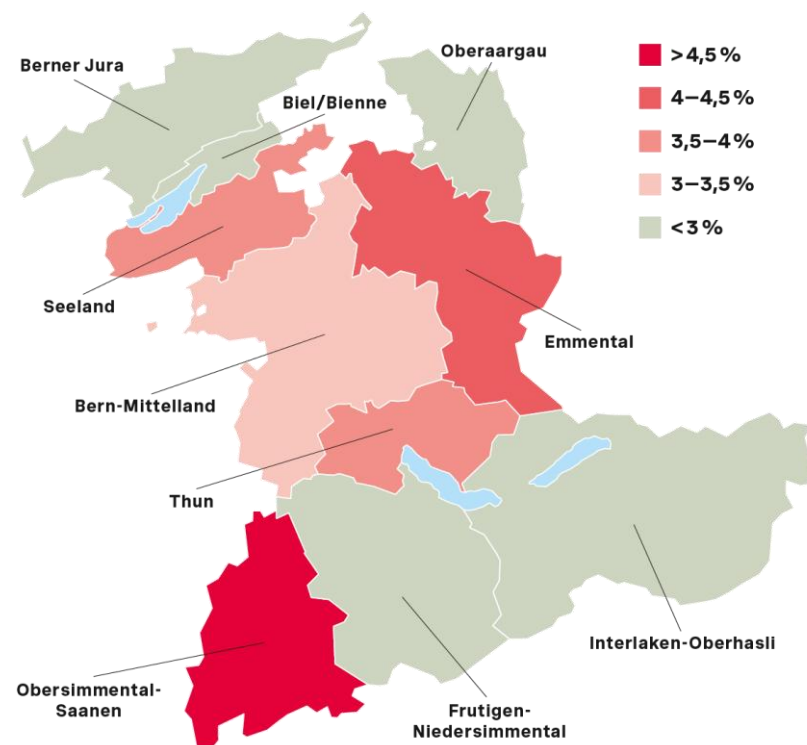 Oberaargau
Berner Jura
Biel/Bienne
>4,5 %
4–4,5 %
3,5–4 %
3–3,5 %
<3 %
Seeland
Emmental
Bern-Mittelland
Thun
Interlaken-Oberhasli
Obersimmental-
Saanen
Frutigen-
Niedersimmental